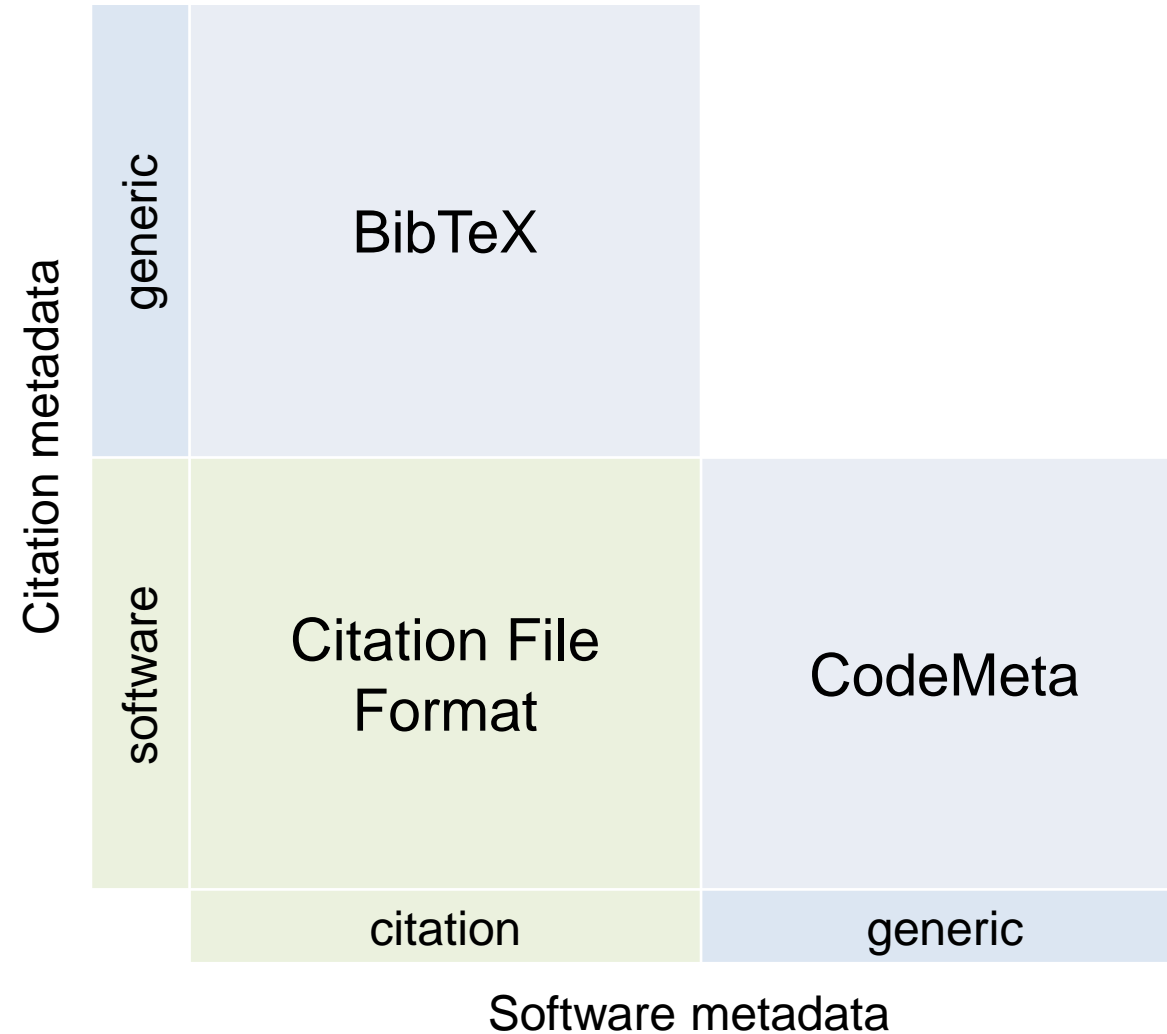 Citation metadata
generic
BibTeX
software
Citation File
Format
CodeMeta
citation
generic
Software metadata